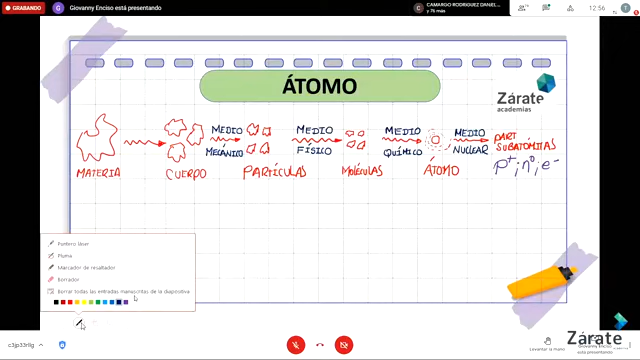 GRABANDO
Giovanny Enciso está presentando
CAMARGO RODRIGUEZ DANIEL
y 76 más
12:56
ÁTOMO
Zárate
academias
MEDIO
MECÁNICO
MEDIO
FÍSICO
MEDIO
QUÍMICO
MEDIO
NUCLEAR
PART
SUBATÓMITAS
p⁺; n⁰; e⁻
MATERIA
CUERPO
PARTÍCULAS
MOLÉCULAS
ÁTOMO
Puntero láser
Pluma
Marcador de resaltador
Borrador
Borrar todas las entradas manuscritas de la diapositiva
Levantar la mano
Giovanny Enciso
está presentando
Zárate